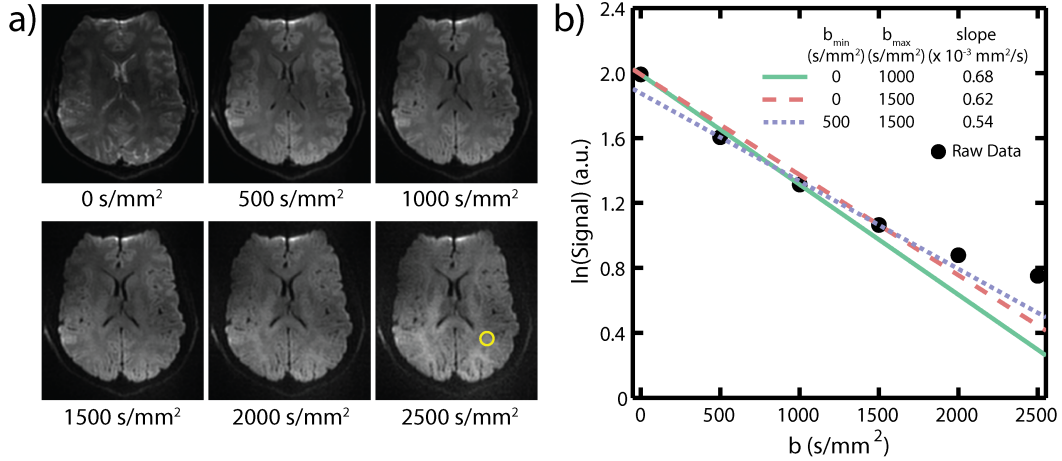 a)
0 s/mm²
500 s/mm²
1000 s/mm²
1500 s/mm²
2000 s/mm²
2500 s/mm²
b)
ln(Signal) (a.u.)
2.4
2.0
1.6
1.2
0.8
0.4
0
bmin bmax slope
(s/mm²) (s/mm²) (x 10⁻³ mm²/s)
0 1000 0.68
0 1500 0.62
500 1500 0.54
Raw Data
0 500 1000 1500 2000 2500
b (s/mm²)